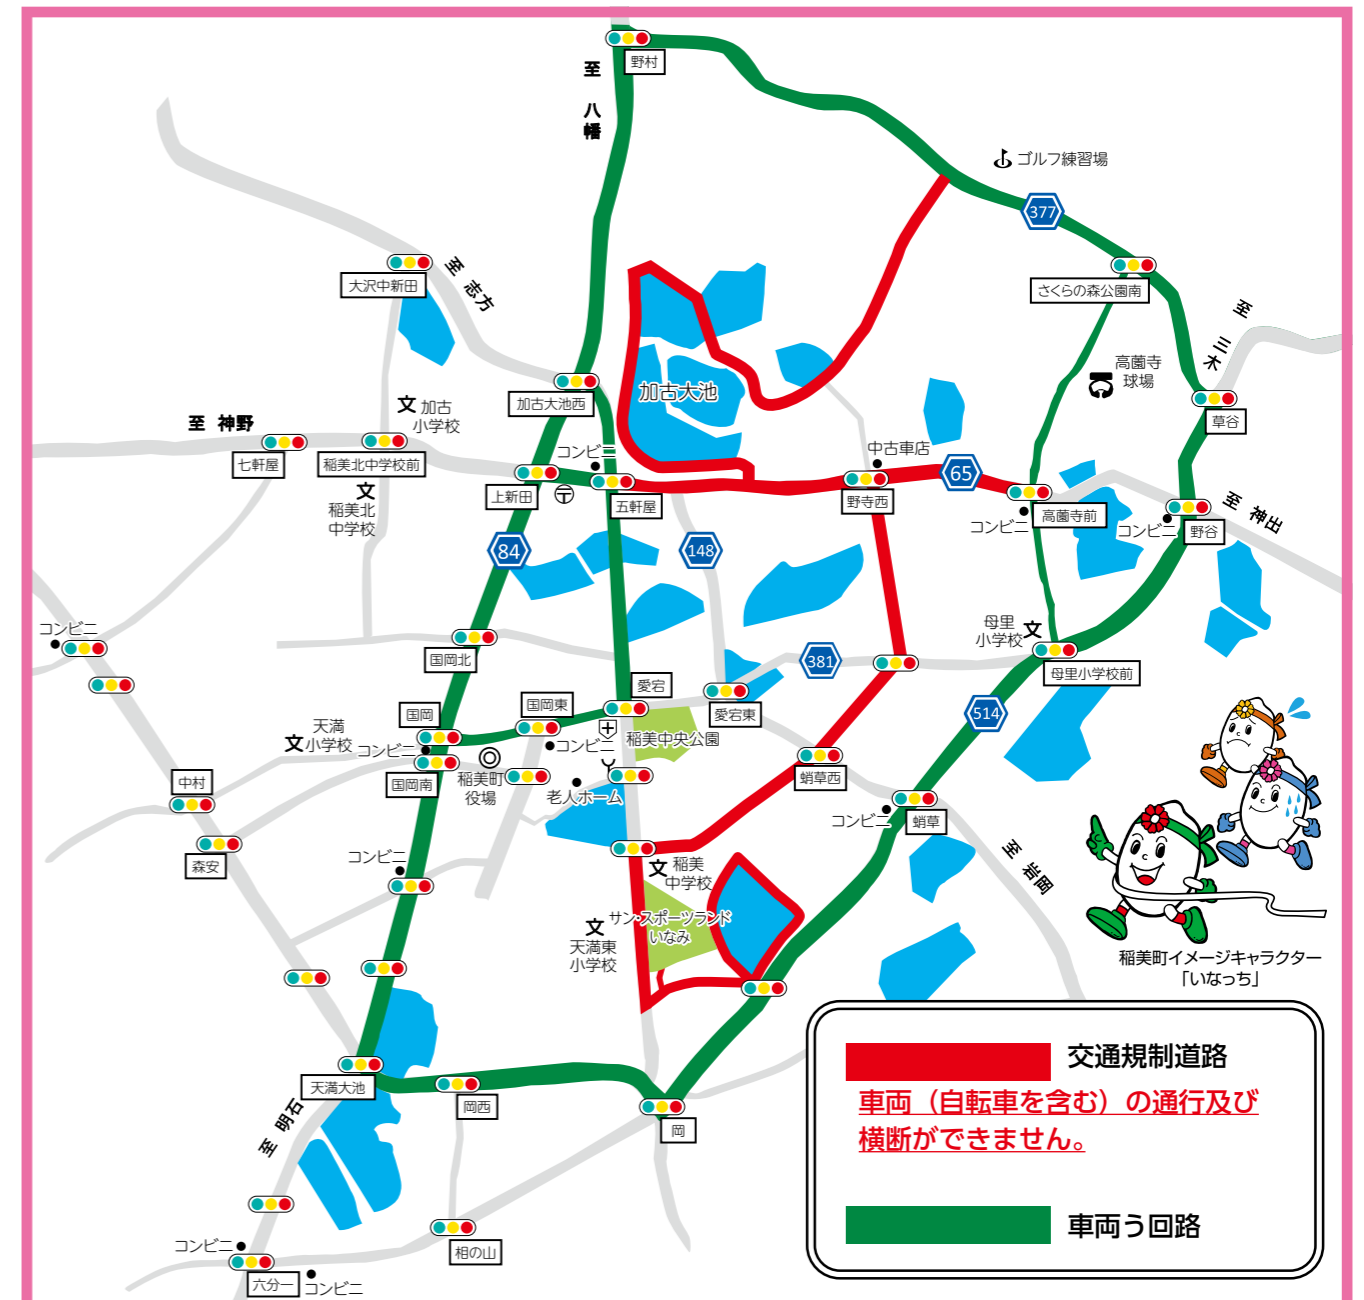 野村
至 八幡
ゴルフ練習場
377
大沢中新田
至 志方
さくらの森公園南
至 三木
高薗寺
球場
加古大池
加古大池西
文 加古
小学校
草谷
至 神野
七軒屋
稲美北中学校前
コンビニ
中古車店
上新田
〒
五軒屋
野寺西
65
高薗寺前
コンビニ
コンビニ
野谷
至 神出
文
稲美北
中学校
84
148
コンビニ
国岡北
381
母里
小学校
文
母里小学校前
愛宕
国岡東
国岡
愛宕東
514
天満
文小学校
コンビニ
コンビニ
稲美中央公園
国岡南
稲美町
役場
老人ホーム
蛸草西
中村
コンビニ
蛸草
森安
コンビニ
至 岩岡
文 稲美
中学校
サン・スポーツランド
いなみ
文
天満東
小学校
稲美町イメージキャラクター
「いなっち」
天満大池
岡西
岡
至 明石
相の山
コンビニ
六分一
コンビニ
交通規制道路
車両（自転車を含む）の通行及び
横断ができません。
車両う回路